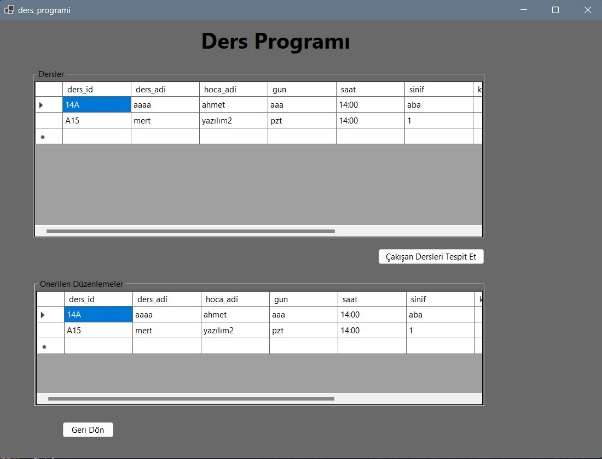 ders_programi
Ders Programı
Dersler
ders_id ders_adi hoca_adi gun saat sinif k
14A aaaa ahmet aaa 14:00 aba
A15 mert yazılım2 pzt 14:00 1
Çakışan Dersleri Tespit Et
Önerilen Düzenlemeler
ders_id ders_adi hoca_adi gun saat sinif k
14A aaaa ahmet aaa 14:00 aba
A15 mert yazılım2 pzt 14:00 1
Geri Dön